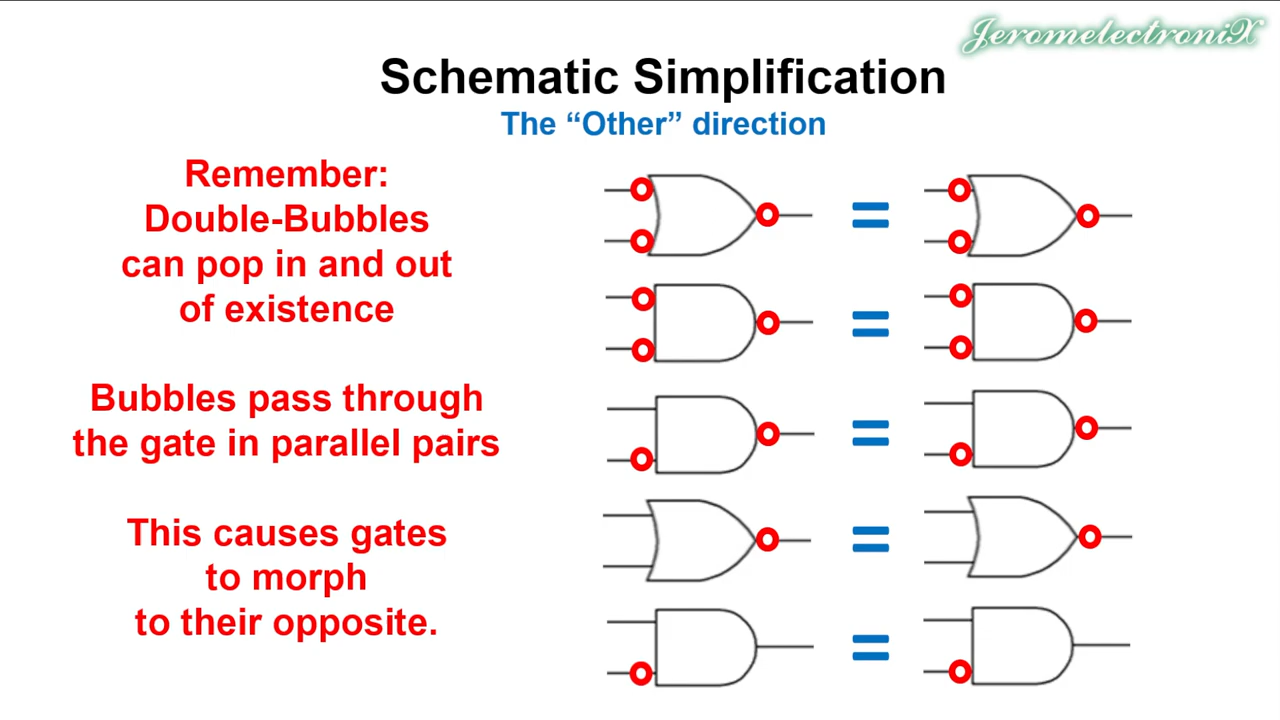 JeromelectroniX
Schematic Simplification
The “Other” direction
Remember:
Double-Bubbles
can pop in and out
of existence
Bubbles pass through
the gate in parallel pairs
This causes gates
to morph
to their opposite.
=
=
=
=
=